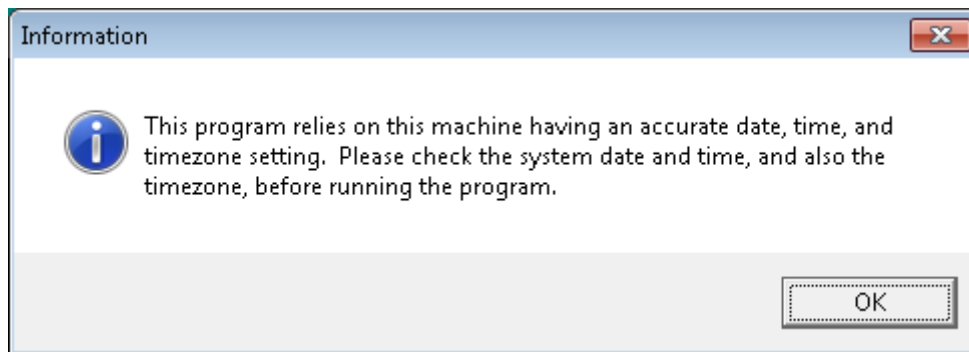 Information
This program relies on this machine having an accurate date, time, and
timezone setting.  Please check the system date and time, and also the
timezone, before running the program.
OK